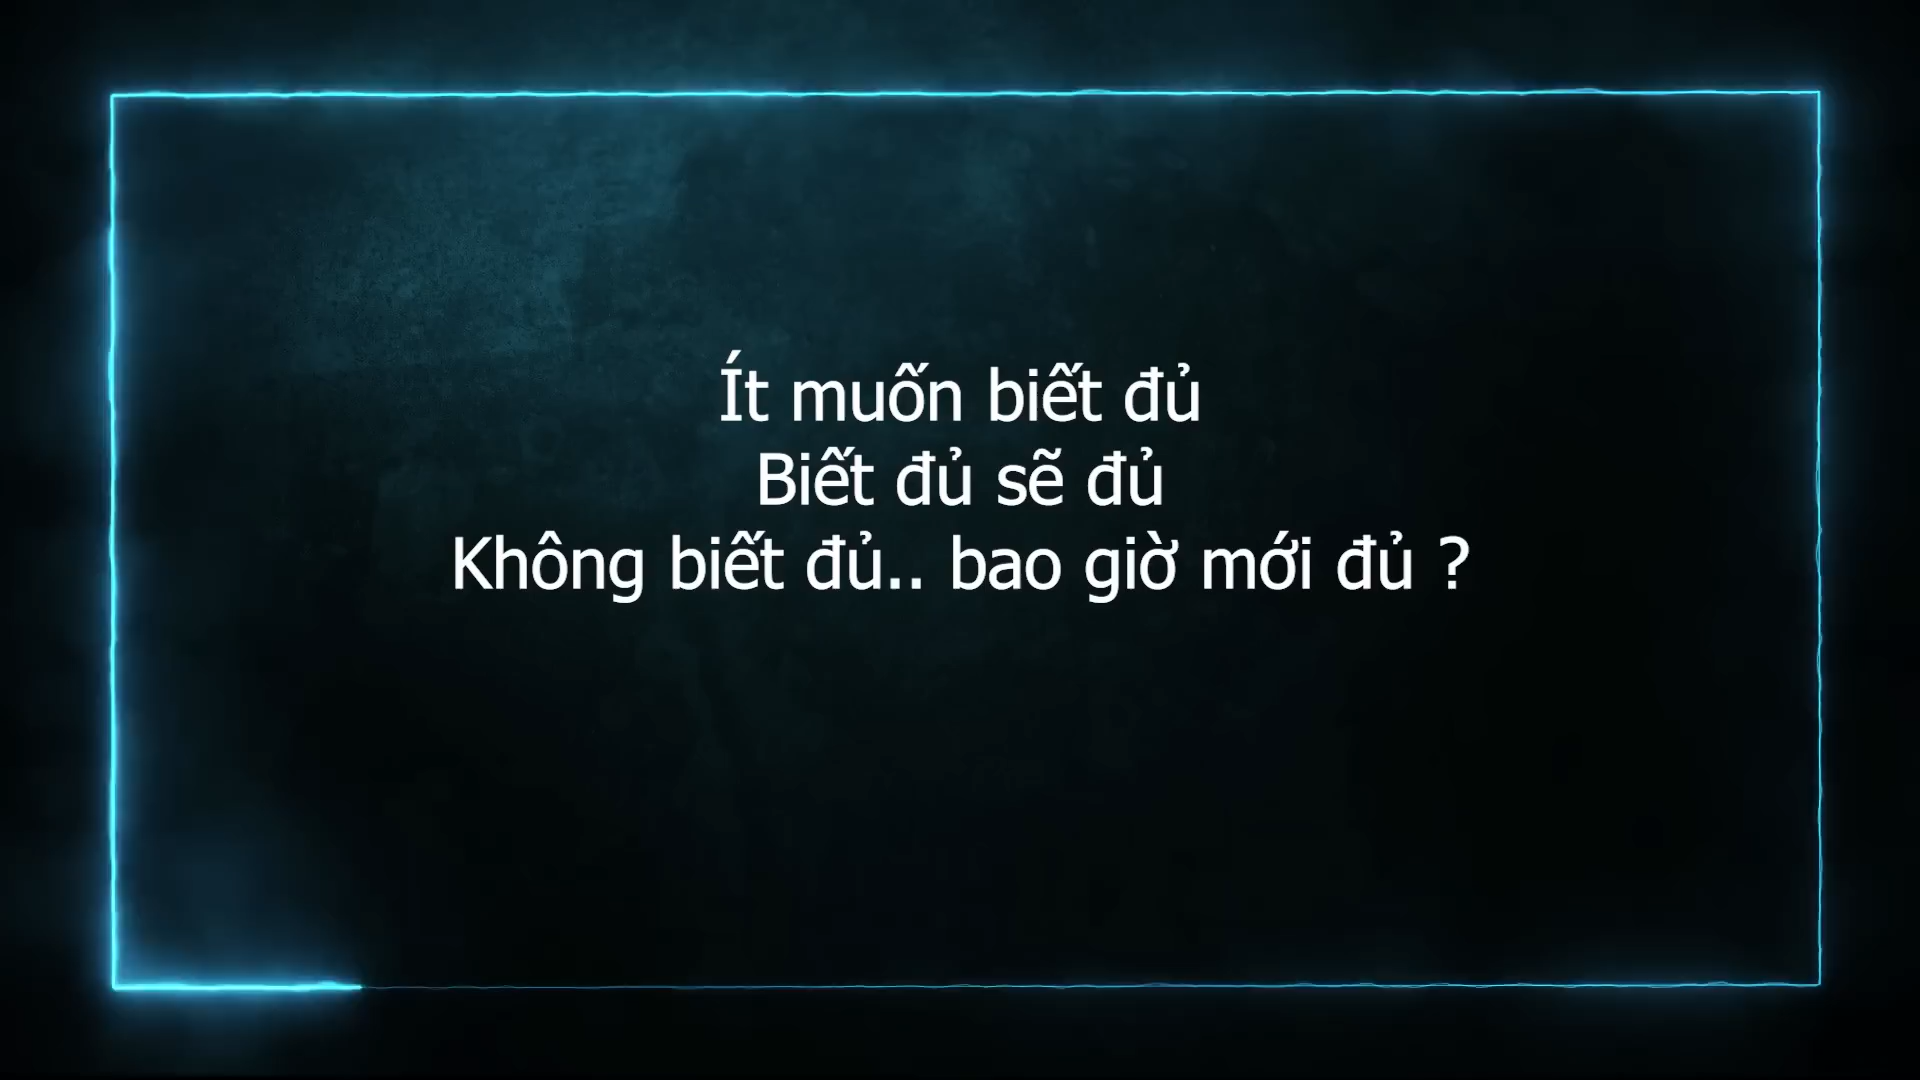 Ít muốn biết đủ
Biết đủ sẽ đủ
Không biết đủ.. bao giờ mới đủ ?